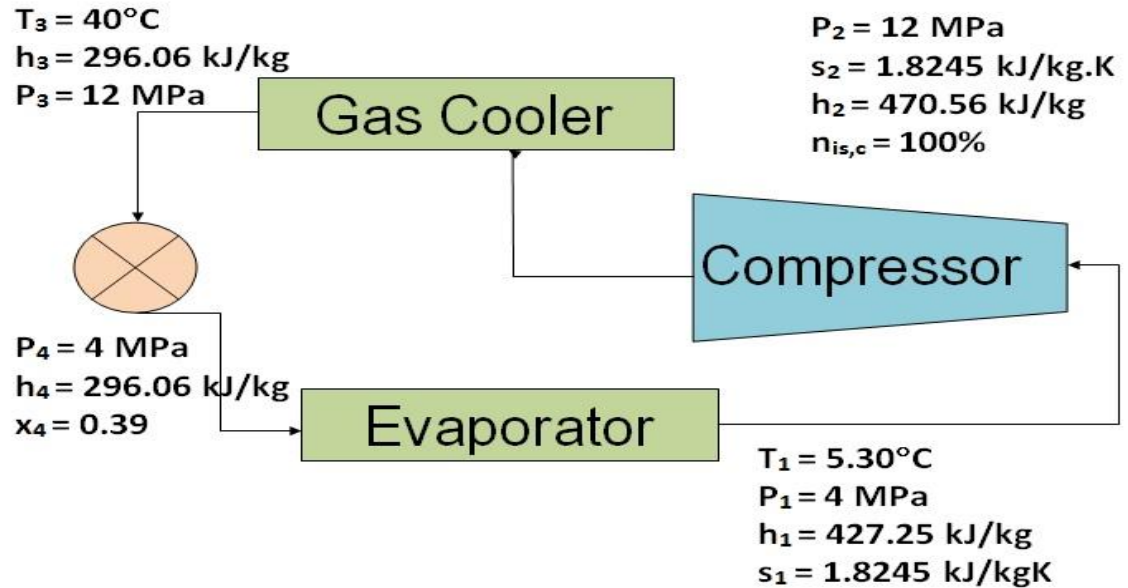 T₃ = 40°C
h₃ = 296.06 kJ/kg
P₃ = 12 MPa
P₂ = 12 MPa
s₂ = 1.8245 kJ/kg.K
h₂ = 470.56 kJ/kg
n_is,c = 100%
Gas Cooler
Compressor
P₄ = 4 MPa
h₄ = 296.06 kJ/kg
x₄ = 0.39
Evaporator
T₁ = 5.30°C
P₁ = 4 MPa
h₁ = 427.25 kJ/kg
s₁ = 1.8245 kJ/kgK